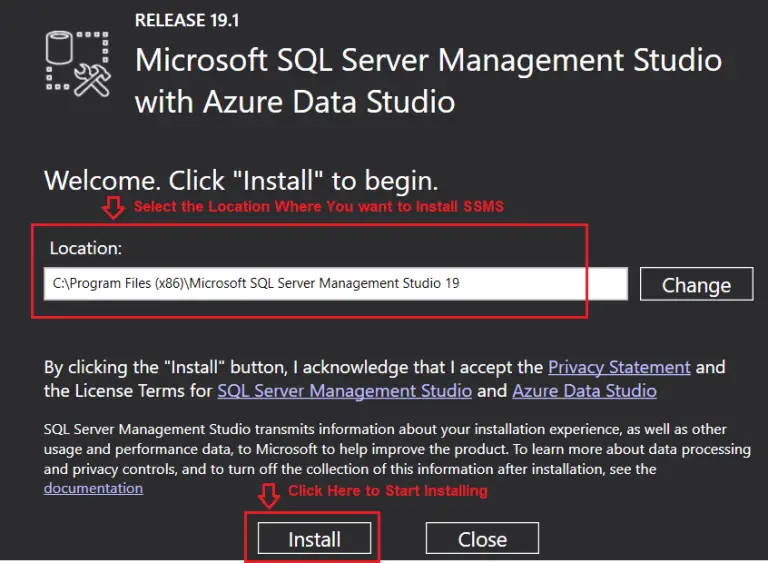 RELEASE 19.1
Microsoft SQL Server Management Studio
with Azure Data Studio
Welcome. Click "Install" to begin.
Select the Location Where You want to Install SSMS
Location:
C:\Program Files (x86)\Microsoft SQL Server Management Studio 19
Change
By clicking the "Install" button, I acknowledge that I accept the Privacy Statement and
the License Terms for SQL Server Management Studio and Azure Data Studio
SQL Server Management Studio transmits information about your installation experience, as well as other
usage and performance data, to Microsoft to help improve the product. To learn more about data processing
and privacy controls, and to turn off the collection of this information after installation, see the
documentation
Click Here to Start Installing
Install
Close